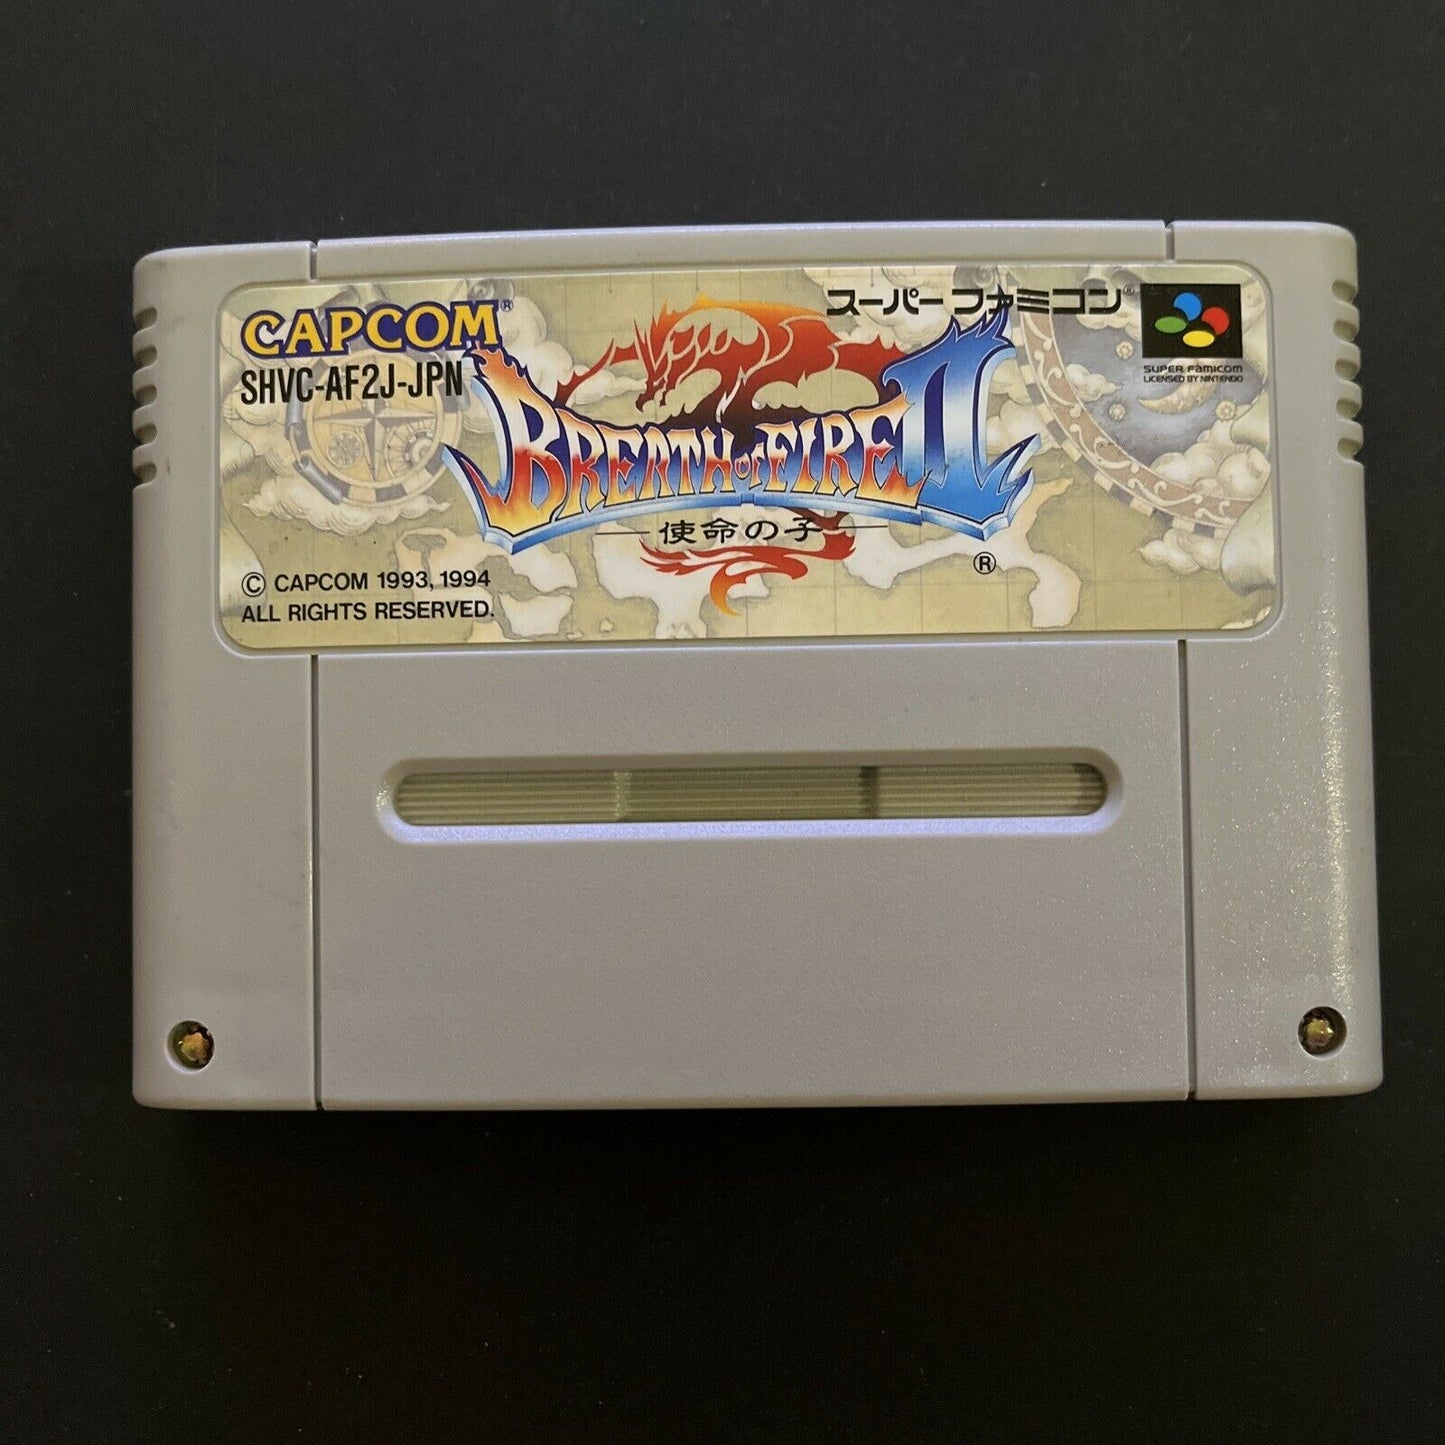 CAPCOM®
SHVC-AF2J-JPN
スーパーファミコン®
SUPER FAMICOM
LICENSED BY NINTENDO
BREATH OF FIRE II
使命の子
®
© CAPCOM 1993, 1994
ALL RIGHTS RESERVED.